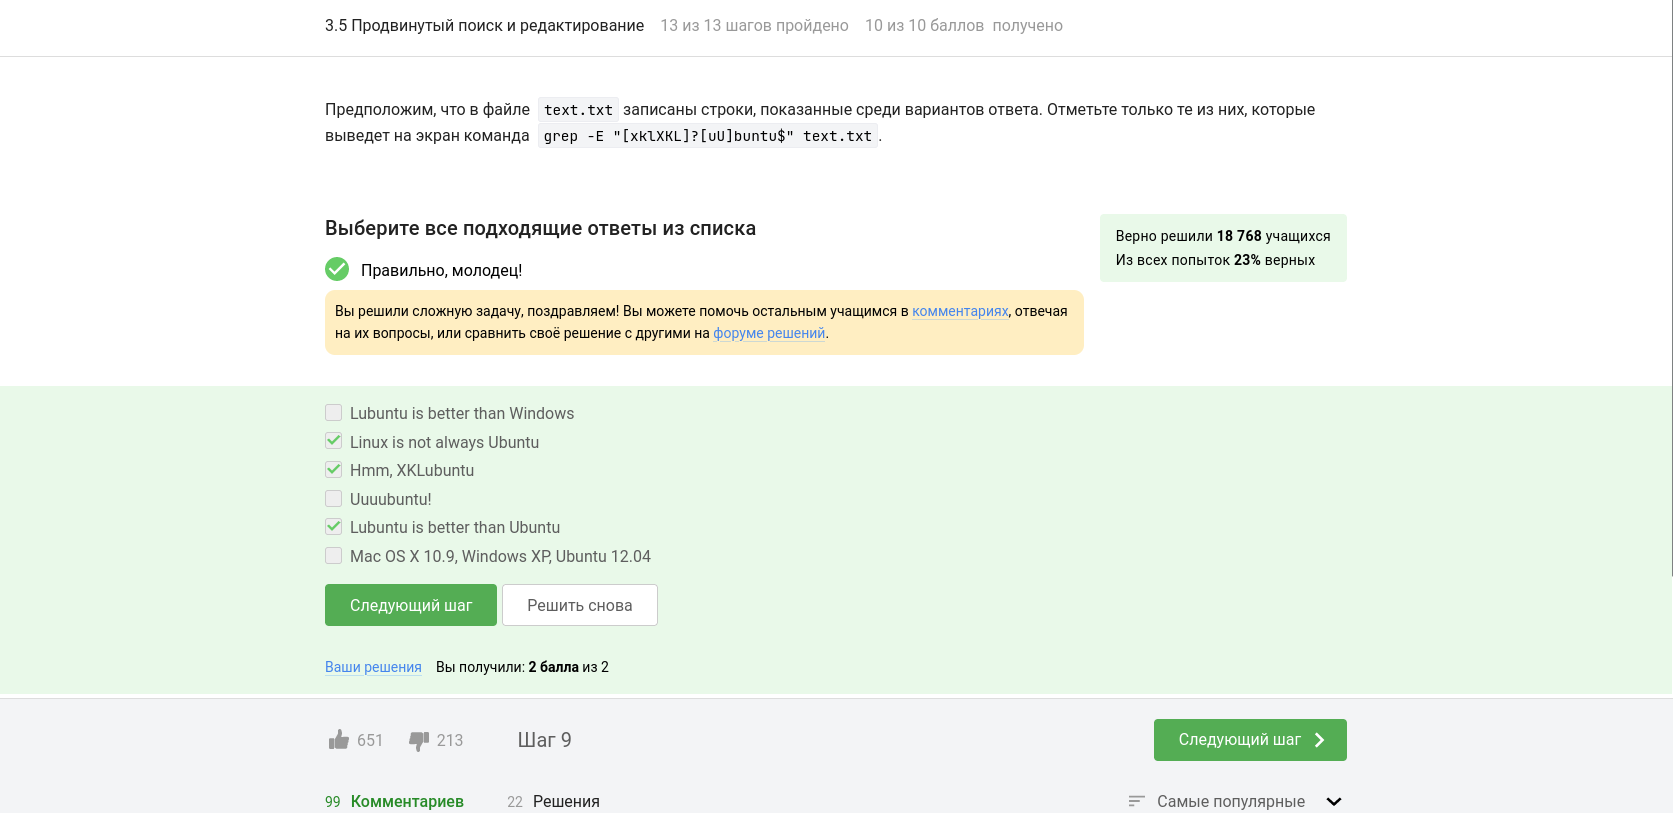 3.5 Продвинутый поиск и редактирование 13 из 13 шагов пройдено 10 из 10 баллов получено
Предположим, что в файле text.txt записаны строки, показанные среди вариантов ответа. Отметьте только те из них, которые
выведет на экран команда grep -E "[xklXKL]?[uU]buntu$" text.txt.
Выберите все подходящие ответы из списка
Верно решили 18 768 учащихся
Из всех попыток 23% верных
Правильно, молодец!
Вы решили сложную задачу, поздравляем! Вы можете помочь остальным учащимся в комментариях, отвечая
на их вопросы, или сравнить своё решение с другими на форуме решений.
Lubuntu is better than Windows
Linux is not always Ubuntu
Hmm, XKLubuntu
Uuuubuntu!
Lubuntu is better than Ubuntu
Mac OS X 10.9, Windows XP, Ubuntu 12.04
Следующий шаг Решить снова
Ваши решения Вы получили: 2 балла из 2
651 213 Шаг 9 Следующий шаг
99 Комментариев 22 Решения Самые популярные